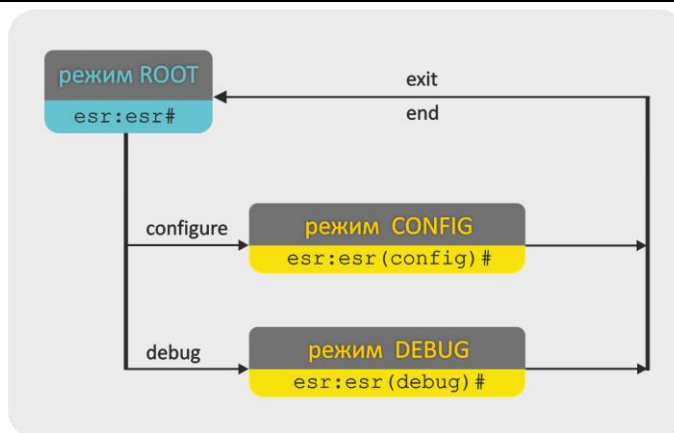 режим ROOT
esr:esr#
exit
end
configure
режим CONFIG
esr:esr(config)#
debug
режим DEBUG
esr:esr(debug)#